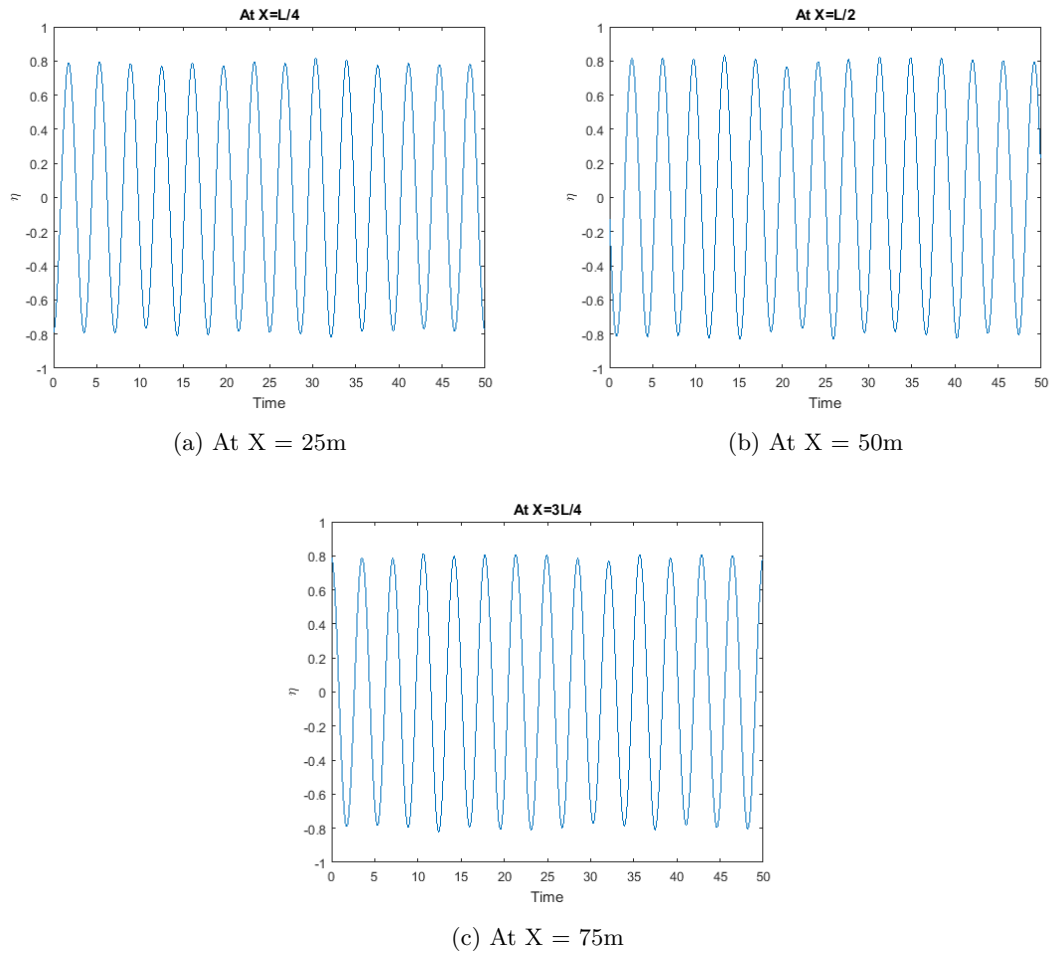 At X=L/4
1
0.8
0.6
0.4
0.2
0
-0.2
-0.4
-0.6
-0.8
-1
η
0 5 10 15 20 25 30 35 40 45 50
Time
(a) At X = 25m
At X=L/2
1
0.8
0.6
0.4
0.2
0
-0.2
-0.4
-0.6
-0.8
-1
η
0 5 10 15 20 25 30 35 40 45 50
Time
(b) At X = 50m
At X=3L/4
1
0.8
0.6
0.4
0.2
0
-0.2
-0.4
-0.6
-0.8
-1
η
0 5 10 15 20 25 30 35 40 45 50
Time
(c) At X = 75m